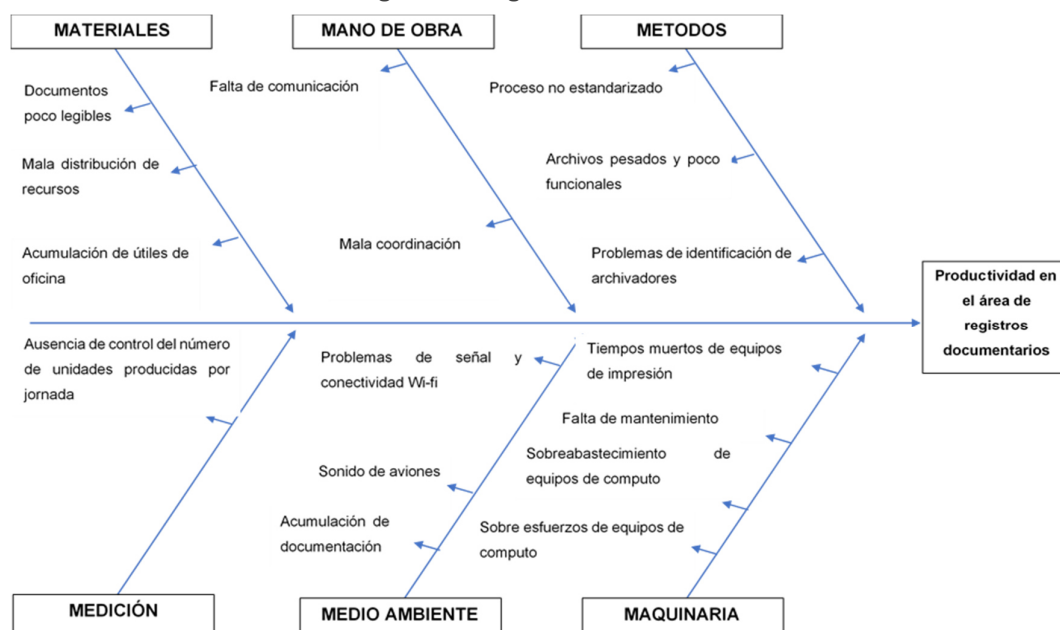 MATERIALES
MANO DE OBRA
METODOS
Documentos
poco legibles
Mala distribución de
recursos
Acumulación de útiles de
oficina
Falta de comunicación
Mala coordinación
Proceso no estandarizado
Archivos pesados y poco
funcionales
Problemas de identificación de
archivadores
Productividad en
el área de
registros
documentarios
Ausencia de control del número
de unidades producidas por
jornada
Problemas de señal y
conectividad Wi-fi
Sonido de aviones
Acumulación de
documentación
Tiempos muertos de equipos
de impresión
Falta de mantenimiento
Sobreabastecimiento de
equipos de computo
Sobre esfuerzos de equipos de
computo
MEDICIÓN
MEDIO AMBIENTE
MAQUINARIA